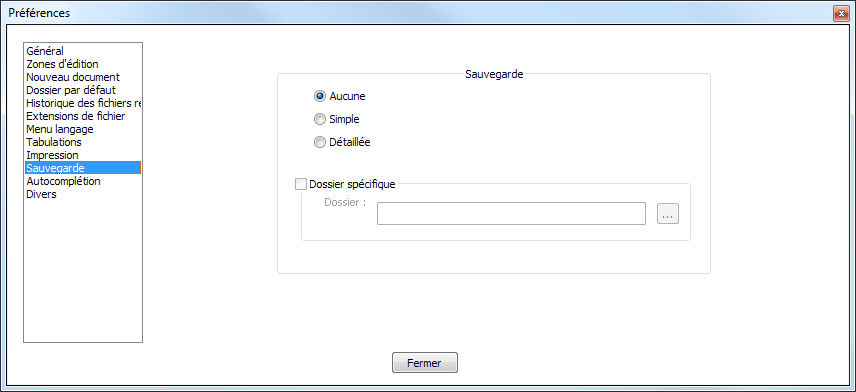 Préférences
Général
Zones d'édition
Nouveau document
Dossier par défaut
Historique des fichiers re
Extensions de fichier
Menu langage
Tabulations
Impression
Sauvegarde
Autocomplétion
Divers
Sauvegarde
Aucune
Simple
Détaillée
Dossier spécifique
Dossier :
...
Fermer